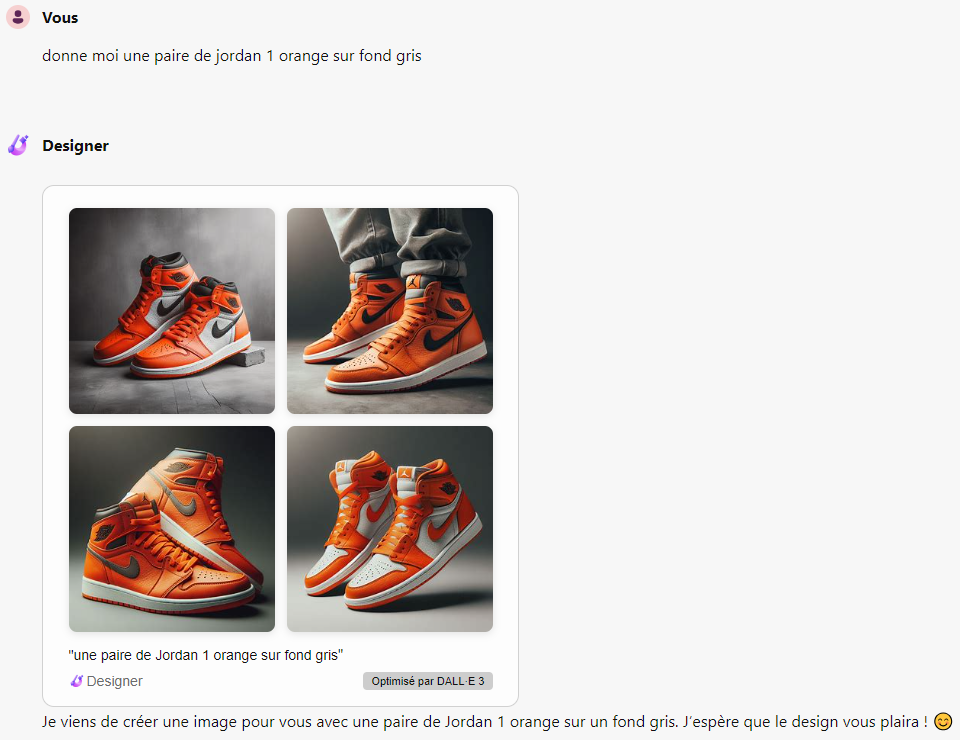 Vous
donne moi une paire de jordan 1 orange sur fond gris
Designer
"une paire de Jordan 1 orange sur fond gris"
Designer
Optimisé par DALL·E 3
Je viens de créer une image pour vous avec une paire de Jordan 1 orange sur un fond gris. J’espère que le design vous plaira ! 😊